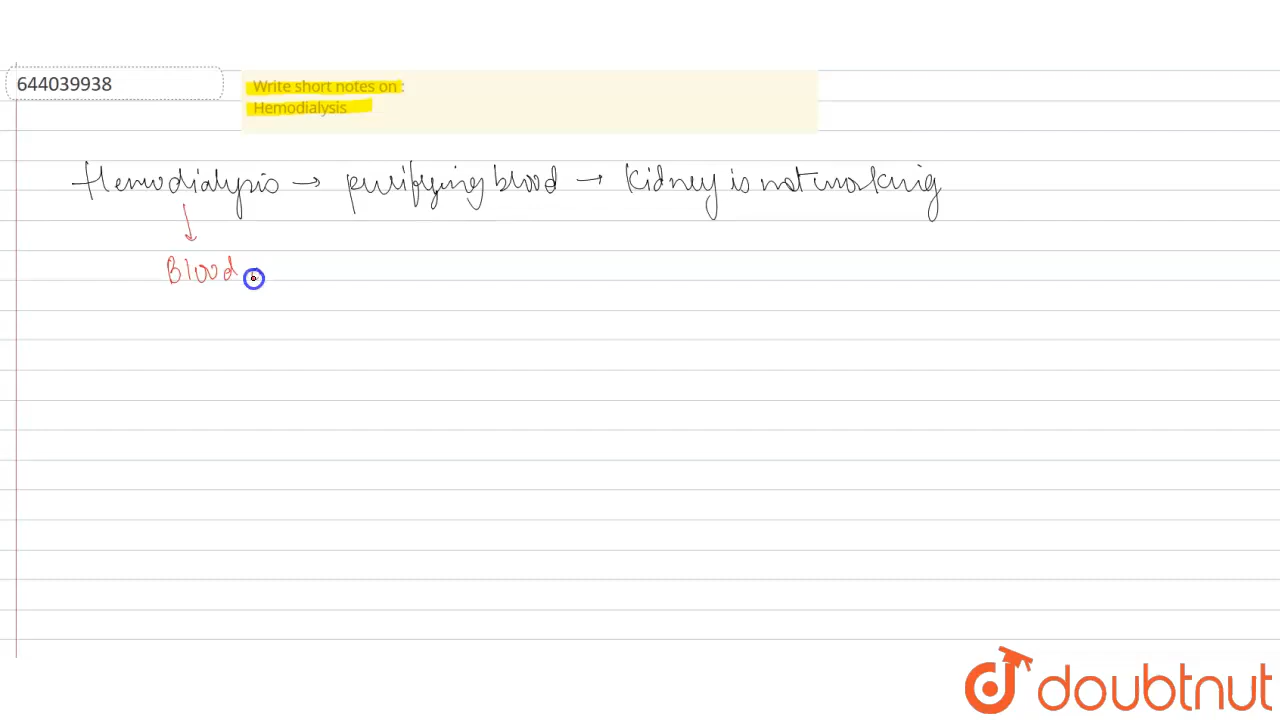 644039938
Write short notes on :
Hemodialysis
Hemodialysis → purifying blood → Kidney is not working
↓
Blood
doubtnut